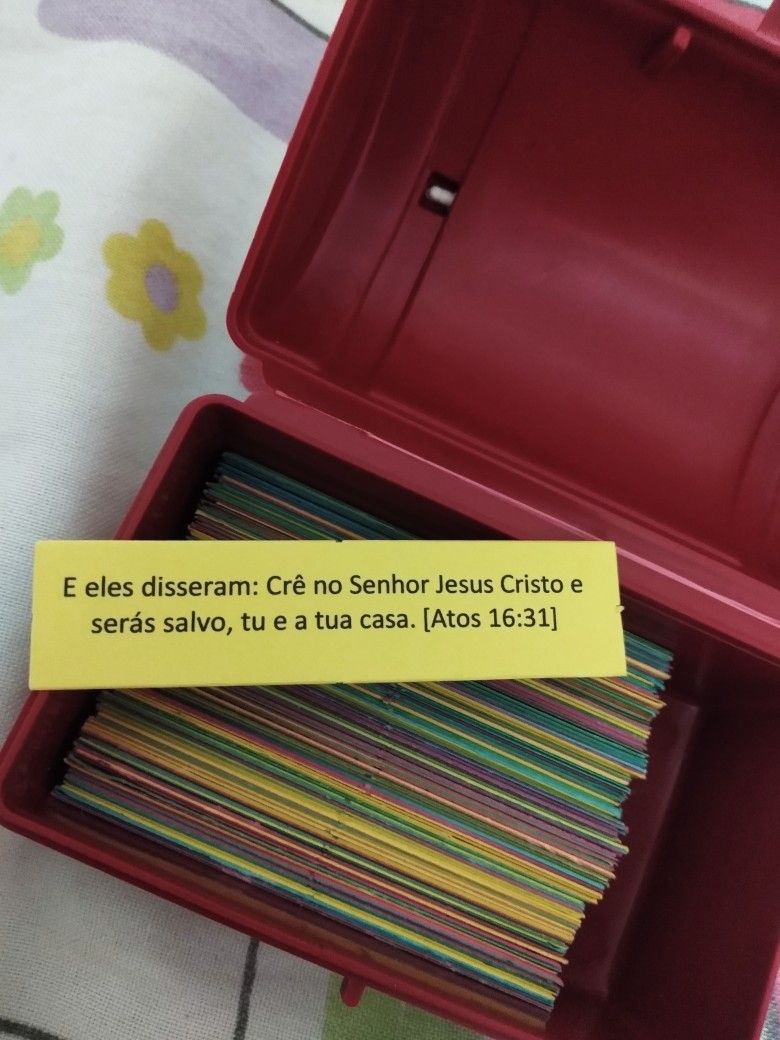 E eles disseram: Crê no Senhor Jesus Cristo e
serás salvo, tu e a tua casa. [Atos 16:31]